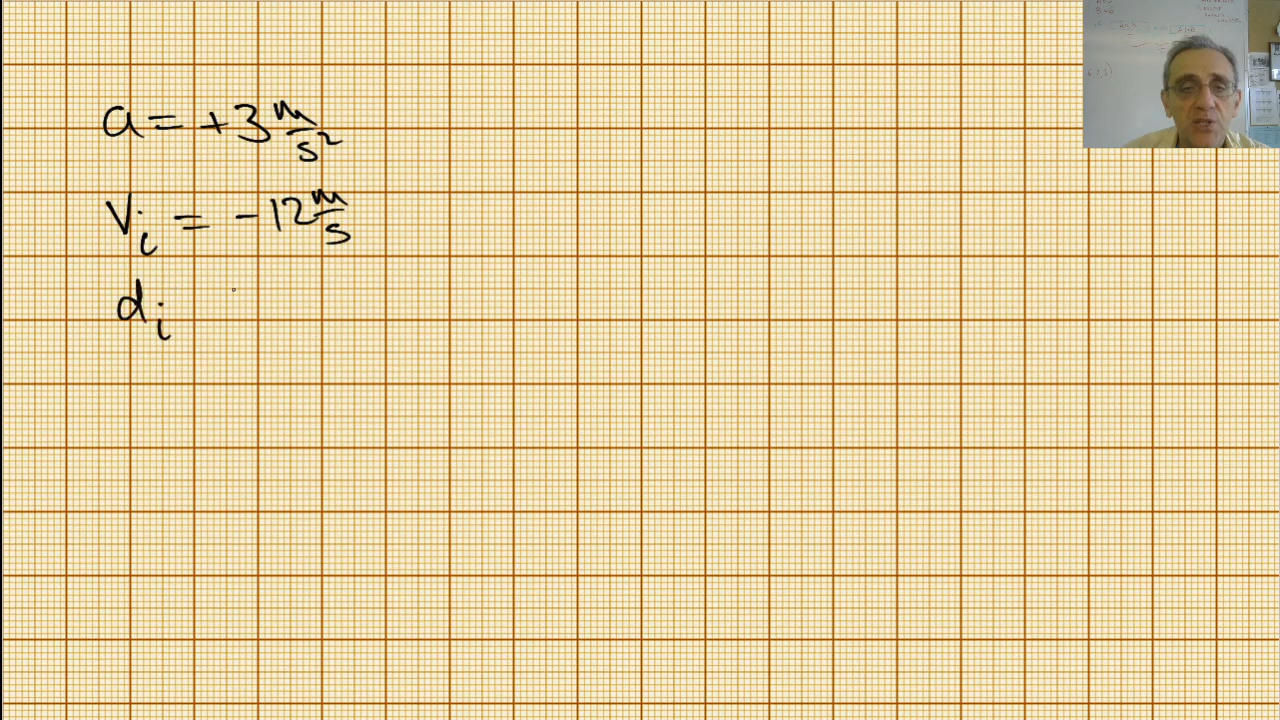 a = +3 m/s²
Vi = -12 m/s
di